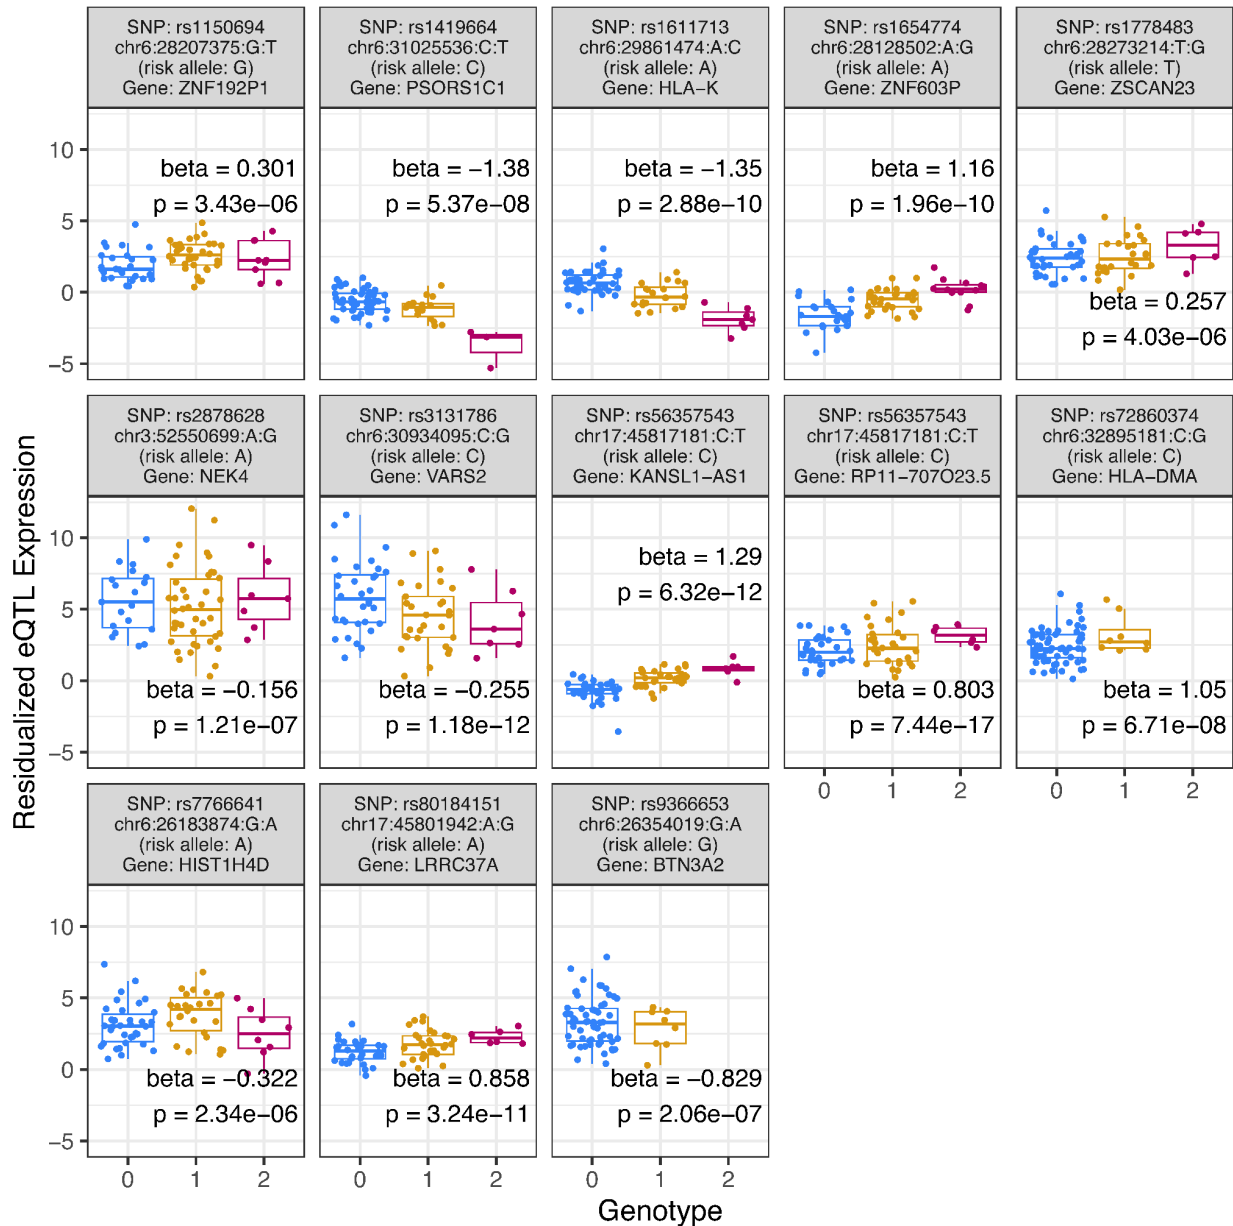 SNP: rs1150694
chr6:28207375:G:T
(risk allele: G)
Gene: ZNF192P1
SNP: rs1419664
chr6:31025536:C:T
(risk allele: C)
Gene: PSORS1C1
SNP: rs1611713
chr6:29861474:A:C
(risk allele: A)
Gene: HLA−K
SNP: rs1654774
chr6:28128502:A:G
(risk allele: A)
Gene: ZNF603P
SNP: rs1778483
chr6:28273214:T:G
(risk allele: T)
Gene: ZSCAN23
10
5
0
−5
beta = 0.301
p = 3.43e−06
beta = −1.38
p = 5.37e−08
beta = −1.35
p = 2.88e−10
beta = 1.16
p = 1.96e−10
beta = 0.257
p = 4.03e−06
SNP: rs2878628
chr3:52550699:A:G
(risk allele: A)
Gene: NEK4
SNP: rs3131786
chr6:30934095:C:G
(risk allele: C)
Gene: VARS2
SNP: rs56357543
chr17:45817181:C:T
(risk allele: C)
Gene: KANSL1−AS1
SNP: rs56357543
chr17:45817181:C:T
(risk allele: C)
Gene: RP11−707O23.5
SNP: rs72860374
chr6:32895181:C:G
(risk allele: C)
Gene: HLA−DMA
Residualized eQTL Expression
10
5
0
−5
beta = −0.156
p = 1.21e−07
beta = −0.255
p = 1.18e−12
beta = 1.29
p = 6.32e−12
beta = 0.803
p = 7.44e−17
beta = 1.05
p = 6.71e−08
0 1 2
0 1 2
SNP: rs7766641
chr6:26183874:G:A
(risk allele: A)
Gene: HIST1H4D
SNP: rs80184151
chr17:45801942:A:G
(risk allele: A)
Gene: LRRC37A
SNP: rs9366653
chr6:26354019:G:A
(risk allele: G)
Gene: BTN3A2
10
5
0
−5
beta = −0.322
p = 2.34e−06
beta = 0.858
p = 3.24e−11
beta = −0.829
p = 2.06e−07
0 1 2
0 1 2
0 1 2
Genotype